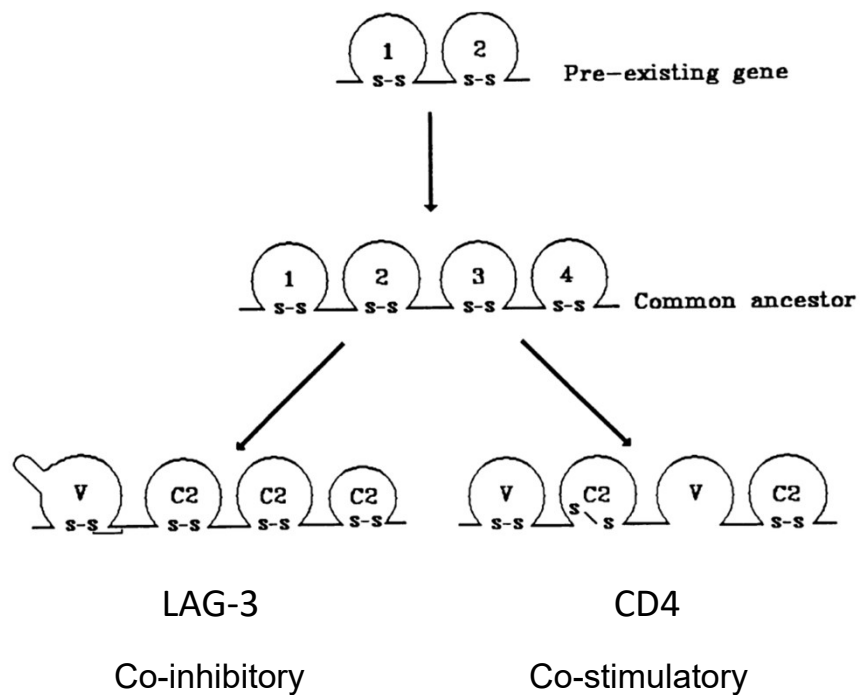 1 2
S-S S-S
Pre-existing gene
1 2 3 4
S-S S-S S-S S-S
Common ancestor
V C2 C2 C2
S-S S-S S-S S-S
V C2 V C2
S-S S S S-S
LAG-3 CD4
Co-inhibitory Co-stimulatory